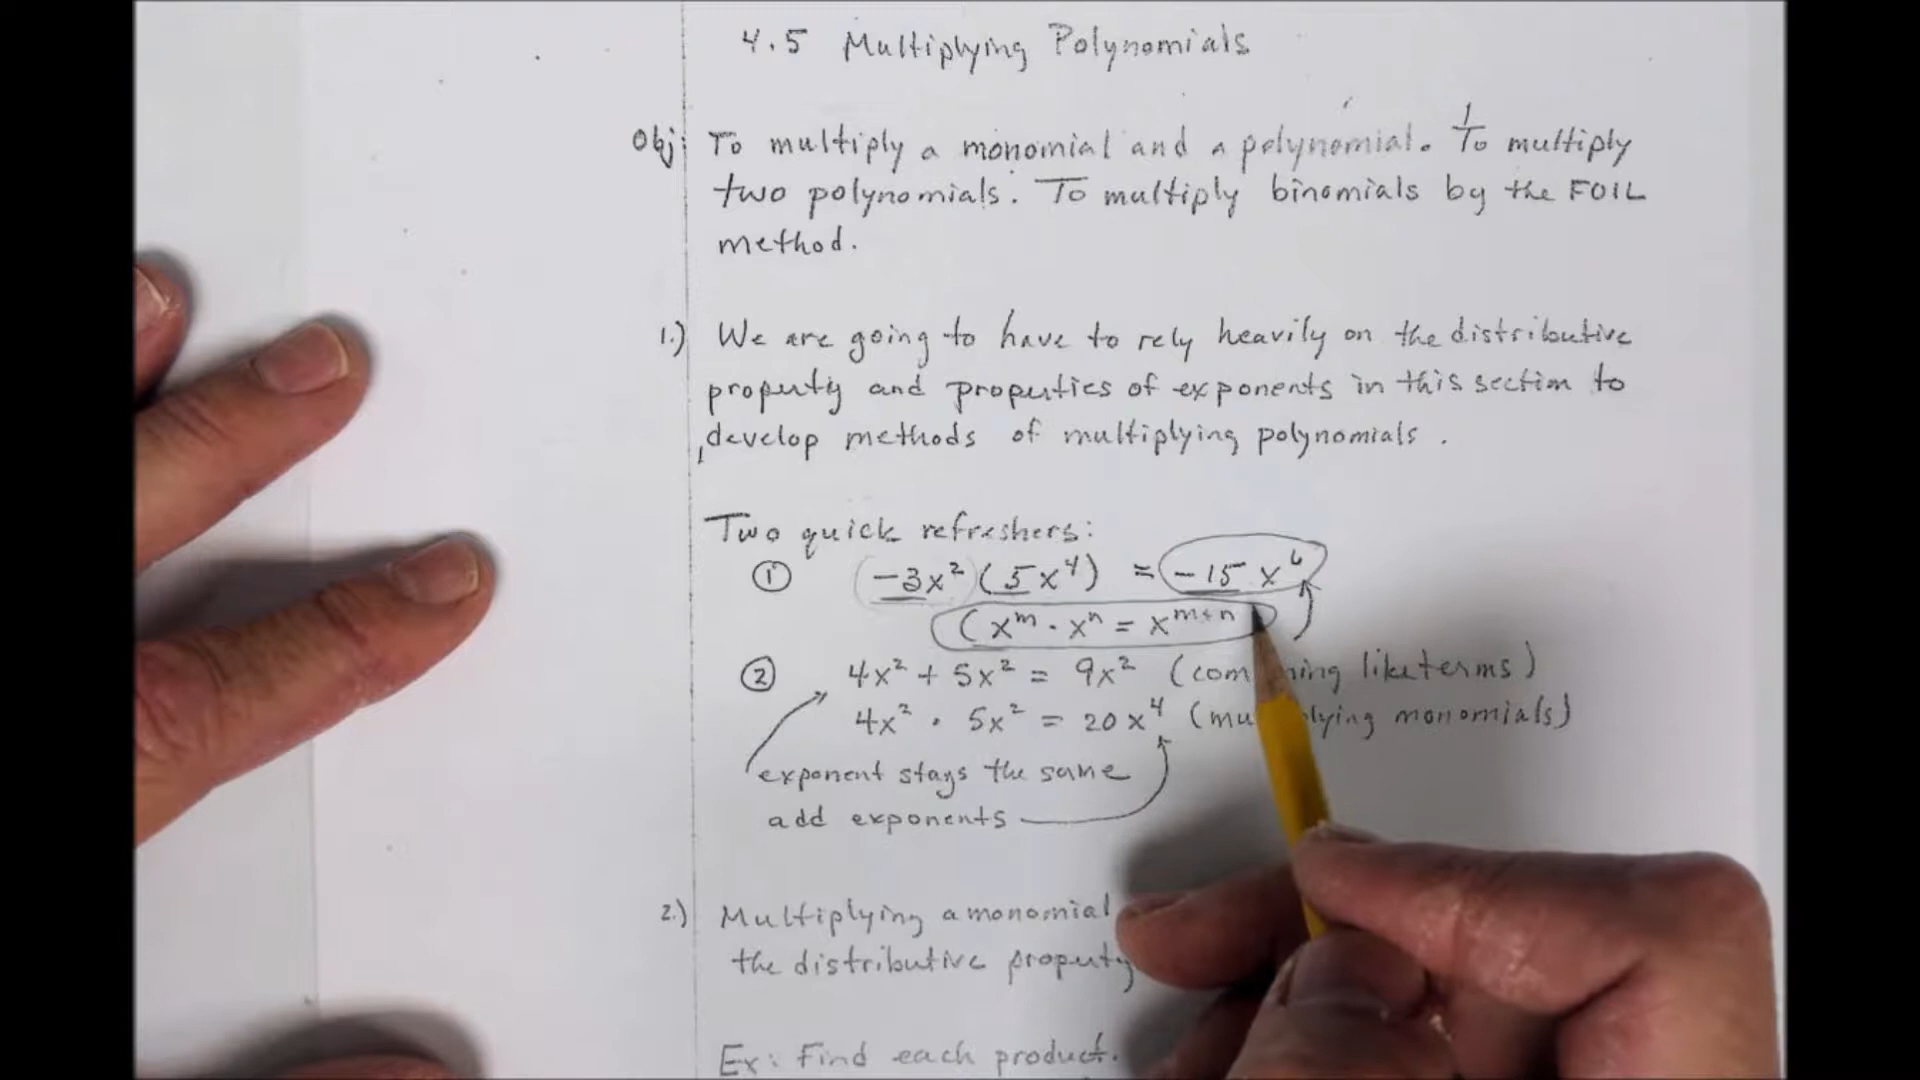 4.5 Multiplying Polynomials
Obj: To multiply a monomial and a polynomial. To multiply
two polynomials. To multiply binomials by the FOIL
method.
1.) We are going to have to rely heavily on the distributive
property and properties of exponents in this section to
develop methods of multiplying polynomials.
Two quick refreshers:
① -3x² (5x⁴) = -15x⁶
(xᵐ · xⁿ = xᵐ⁺ⁿ)
② 4x² + 5x² = 9x² ( like terms)
4x² · 5x² = 20x⁴ ( monomials)
exponent stays the same
add exponents
2.) Multiplying a monomial
the distributive property
Ex: Find each product.